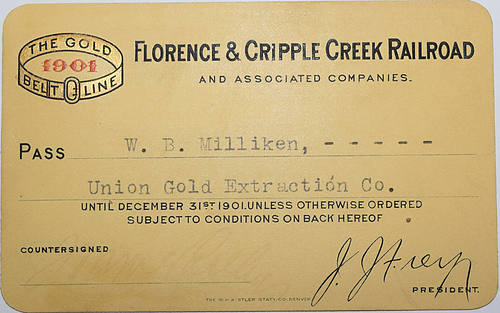 THE GOLD
1901
BELT LINE
FLORENCE & CRIPPLE CREEK RAILROAD
AND ASSOCIATED COMPANIES.
PASS W. B. Milliken, - - - - -
Union Gold Extraction Co.
UNTIL DECEMBER 31ST 1901. UNLESS OTHERWISE ORDERED
SUBJECT TO CONDITIONS ON BACK HEREOF
COUNTERSIGNED
PRESIDENT.